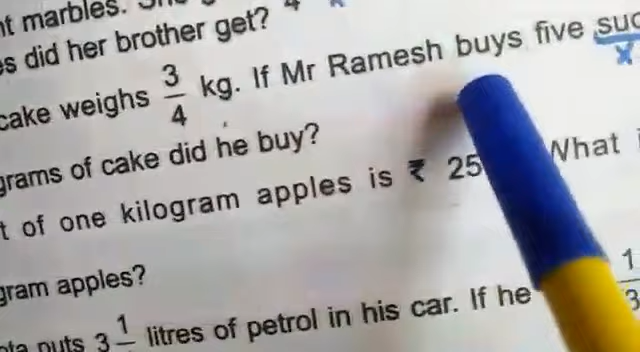 nt marbles.
s did her brother get?
cake weighs 3/4 kg. If Mr Ramesh buys five suc
grams of cake did he buy?
t of one kilogram apples is ₹ 25 What
gram apples?
puts 3 1/ litres of petrol in his car. If he 1/3